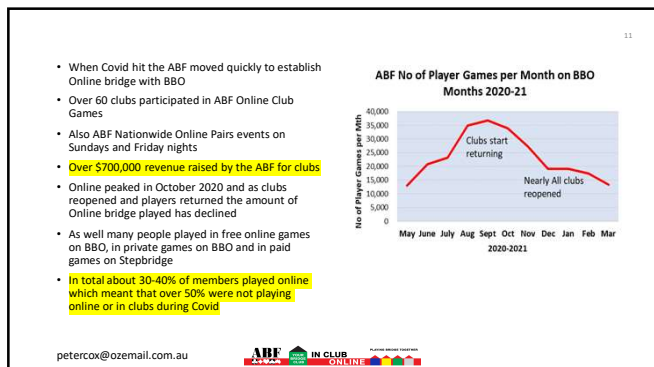 11
• When Covid hit the ABF moved quickly to establish
Online bridge with BBO
• Over 60 clubs participated in ABF Online Club
Games
• Also ABF Nationwide Online Pairs events on
Sundays and Friday nights
• Over $700,000 revenue raised by the ABF for clubs
• Online peaked in October 2020 and as clubs
reopened and players returned the amount of
Online bridge played has declined
• As well many people played in free online games
on BBO, in private games on BBO and in paid
games on Stepbridge
• In total about 30-40% of members played online
which meant that over 50% were not playing
online or in clubs during Covid
ABF No of Player Games per Month on BBO
Months 2020-21
No of Player Games per Mth
40,000
35,000
30,000
25,000
20,000
15,000
10,000
5,000
0
Clubs start
returning
Nearly All clubs
reopened
May June July Aug Sept Oct Nov Dec Jan Feb Mar
2020-2021
petercox@ozemail.com.au
PLAYING BRIDGE TOGETHER
ABF
YOUR
BRIDGE
CLUB
IN CLUB
ONLINE